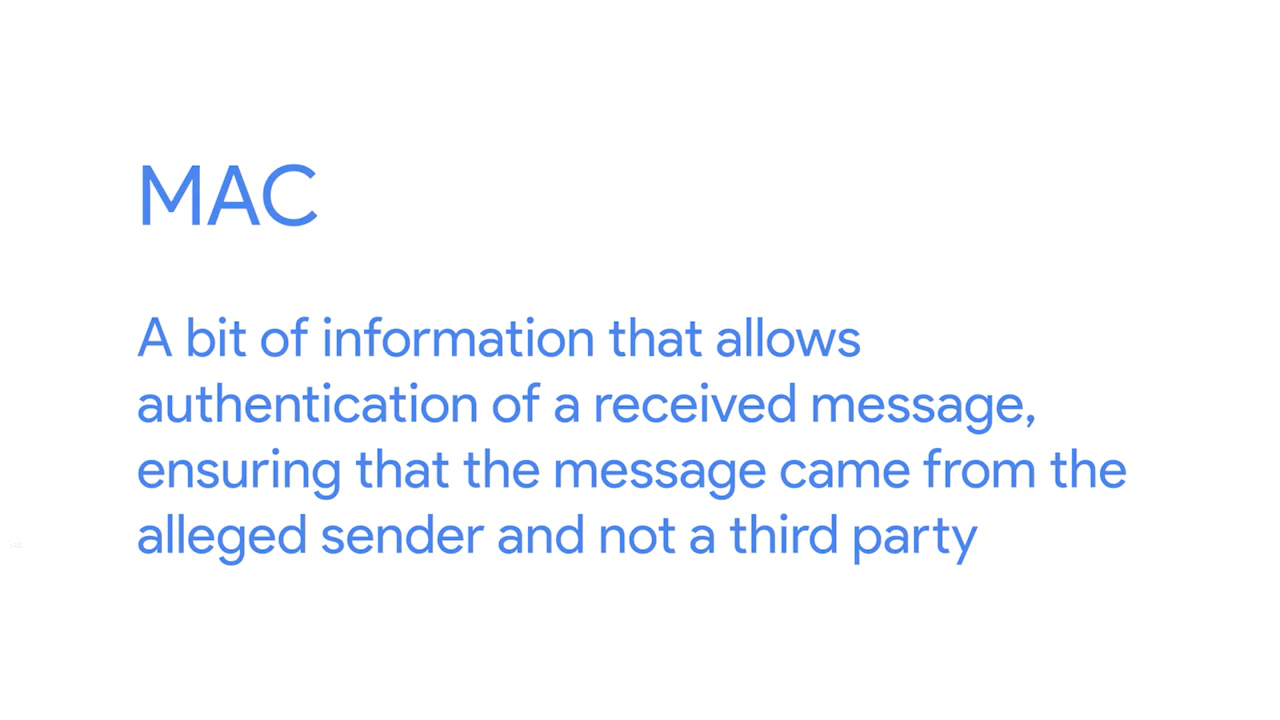 MAC
A bit of information that allows
authentication of a received message,
ensuring that the message came from the
alleged sender and not a third party